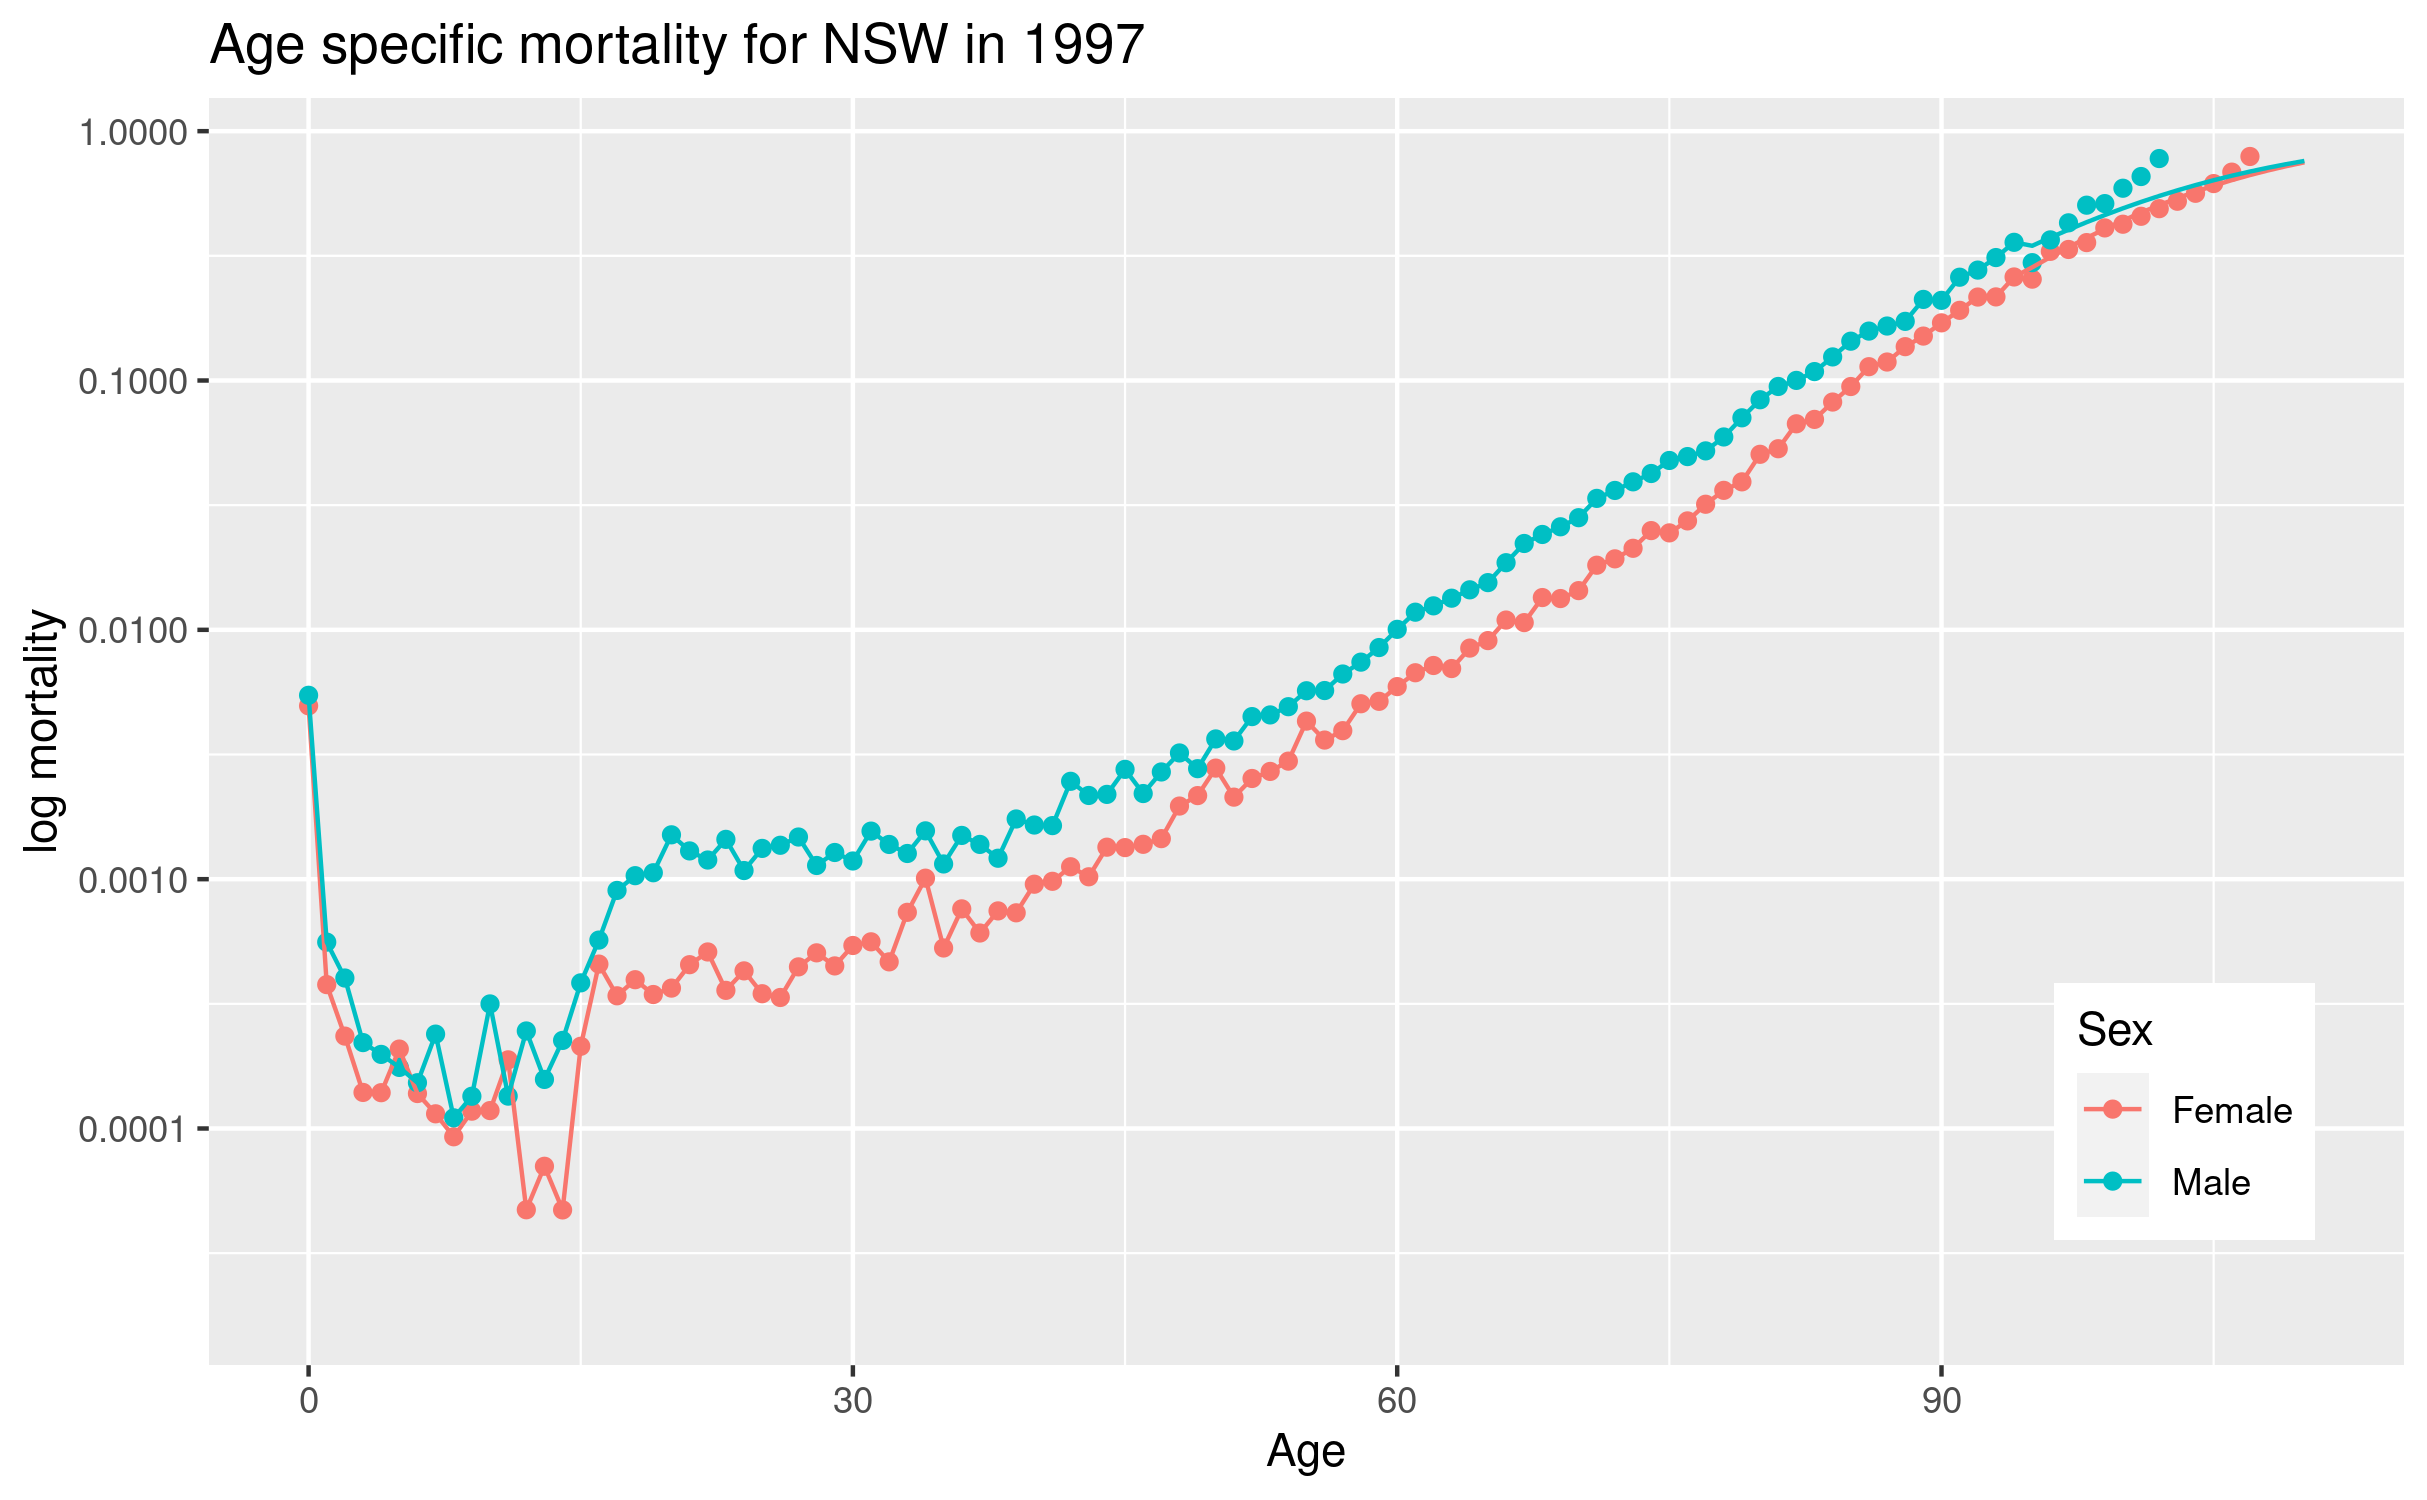 Age specific mortality for NSW in 1997
log mortality
1.0000
0.1000
0.0100
0.0010
0.0001
0
30
60
90
Age
Sex
Female
Male